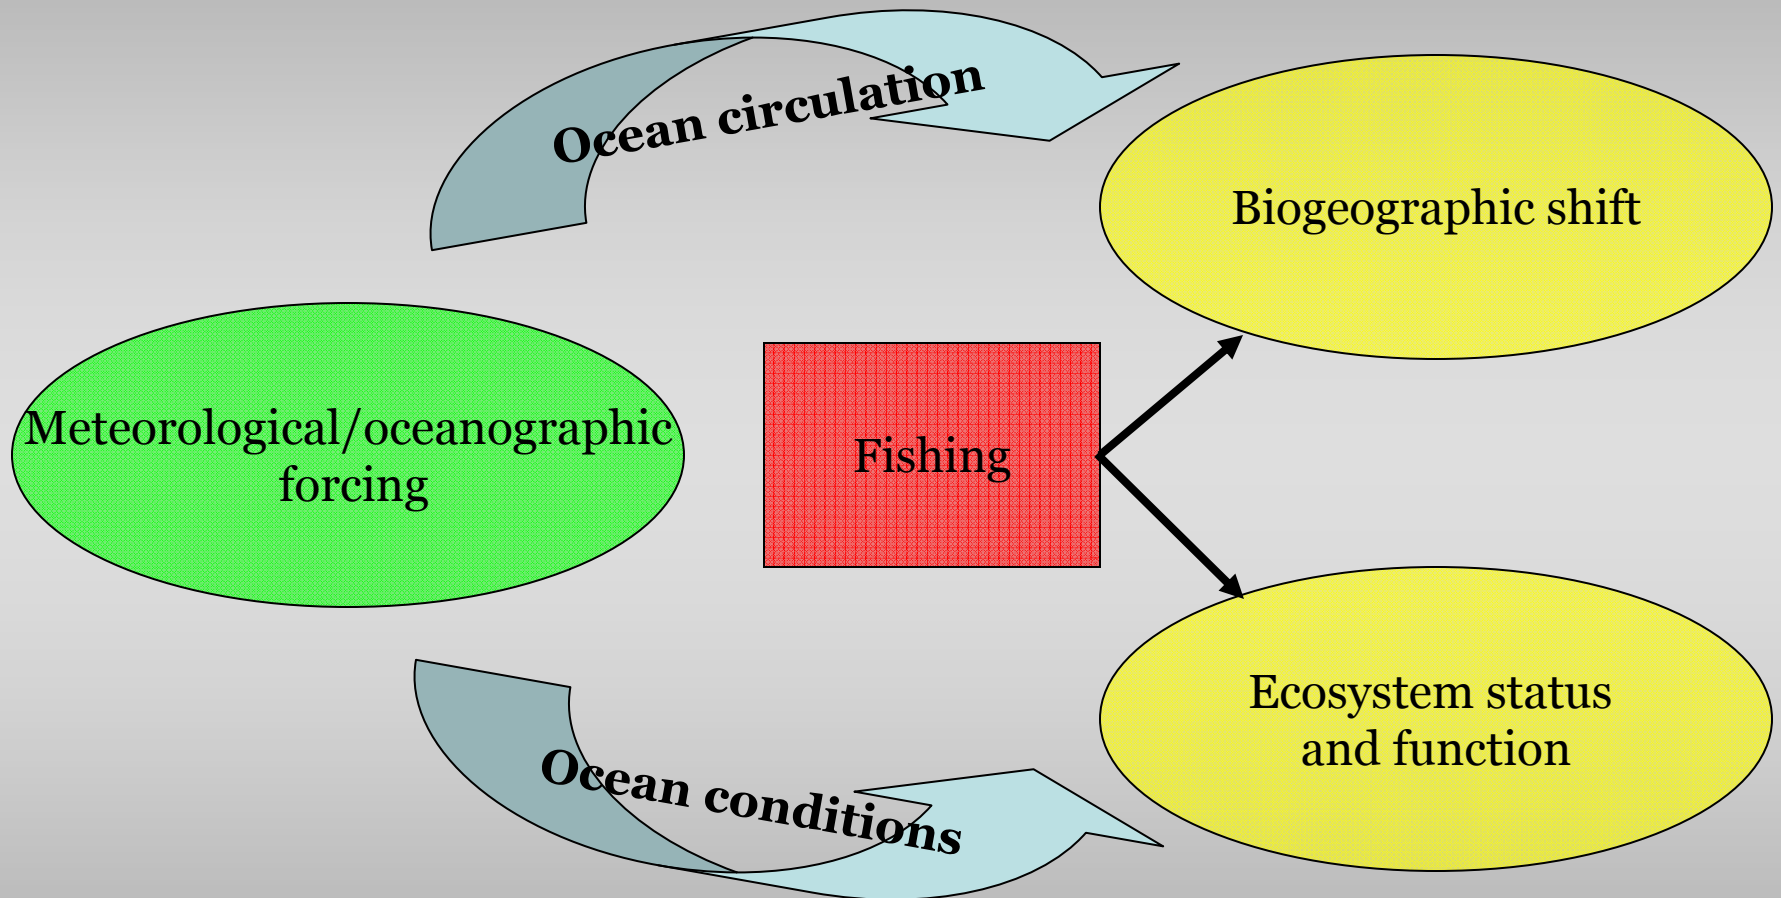 Ocean circulation
Biogeographic shift
Meteorological/oceanographic
forcing
Fishing
Ecosystem status
and function
Ocean conditions